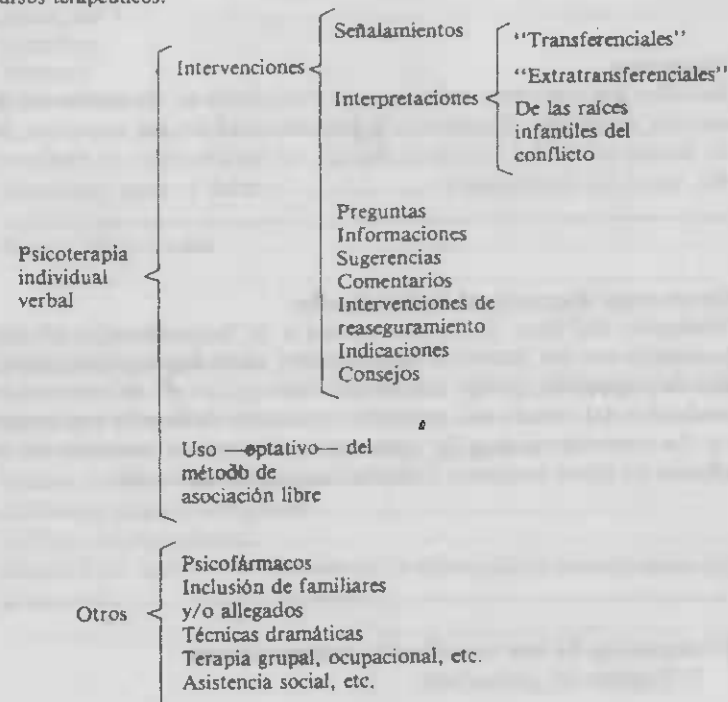 terapéuticos.
Psicoterapia
individual
verbal
Intervenciones
Señalamientos
Interpretaciones
"Transferenciales"
"Extratransferenciales"
De las raíces
infantiles del
conflicto
Preguntas
Informaciones
Sugerencias
Comentarios
Intervenciones de
reaseguramiento
Indicaciones
Consejos
Uso —optativo— del
método de
asociación libre
Otros
Psicofármacos
Inclusión de familiares
y/o allegados
Técnicas dramáticas
Terapia grupal, ocupacional, etc.
Asistencia social, etc.